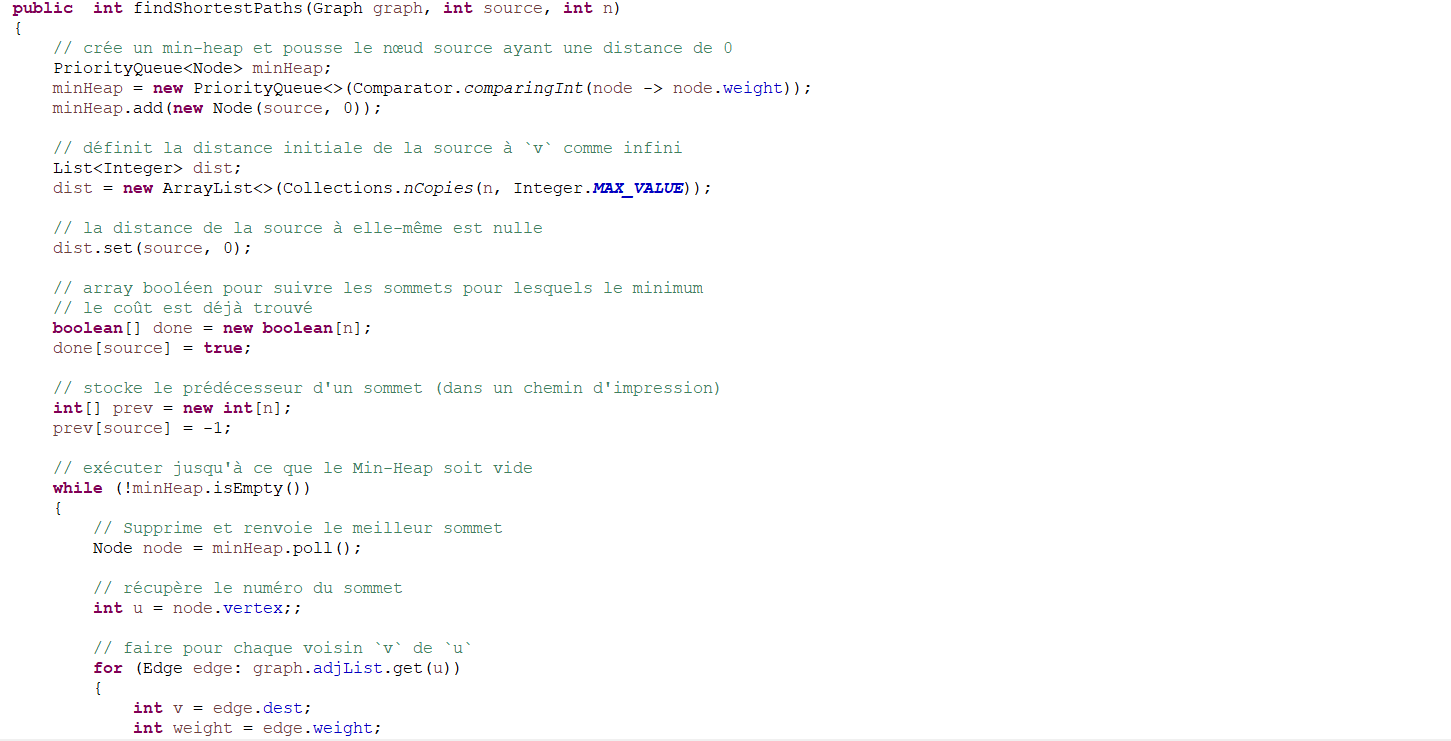 public  int findShortestPaths(Graph graph, int source, int n)
{
    // crée un min-heap et pousse le nœud source ayant une distance de 0
    PriorityQueue<Node> minHeap;
    minHeap = new PriorityQueue<>(Comparator.comparingInt(node -> node.weight));
    minHeap.add(new Node(source, 0));

    // définit la distance initiale de la source à `v` comme infini
    List<Integer> dist;
    dist = new ArrayList<>(Collections.nCopies(n, Integer.MAX_VALUE));

    // la distance de la source à elle-même est nulle
    dist.set(source, 0);

    // array booléen pour suivre les sommets pour lesquels le minimum
    // le coût est déjà trouvé
    boolean[] done = new boolean[n];
    done[source] = true;

    // stocke le prédécesseur d'un sommet (dans un chemin d'impression)
    int[] prev = new int[n];
    prev[source] = -1;

    // exécuter jusqu'à ce que le Min-Heap soit vide
    while (!minHeap.isEmpty())
    {
        // Supprime et renvoie le meilleur sommet
        Node node = minHeap.poll();

        // récupère le numéro du sommet
        int u = node.vertex;;

        // faire pour chaque voisin `v` de `u`
        for (Edge edge: graph.adjList.get(u))
        {
            int v = edge.dest;
            int weight = edge.weight;